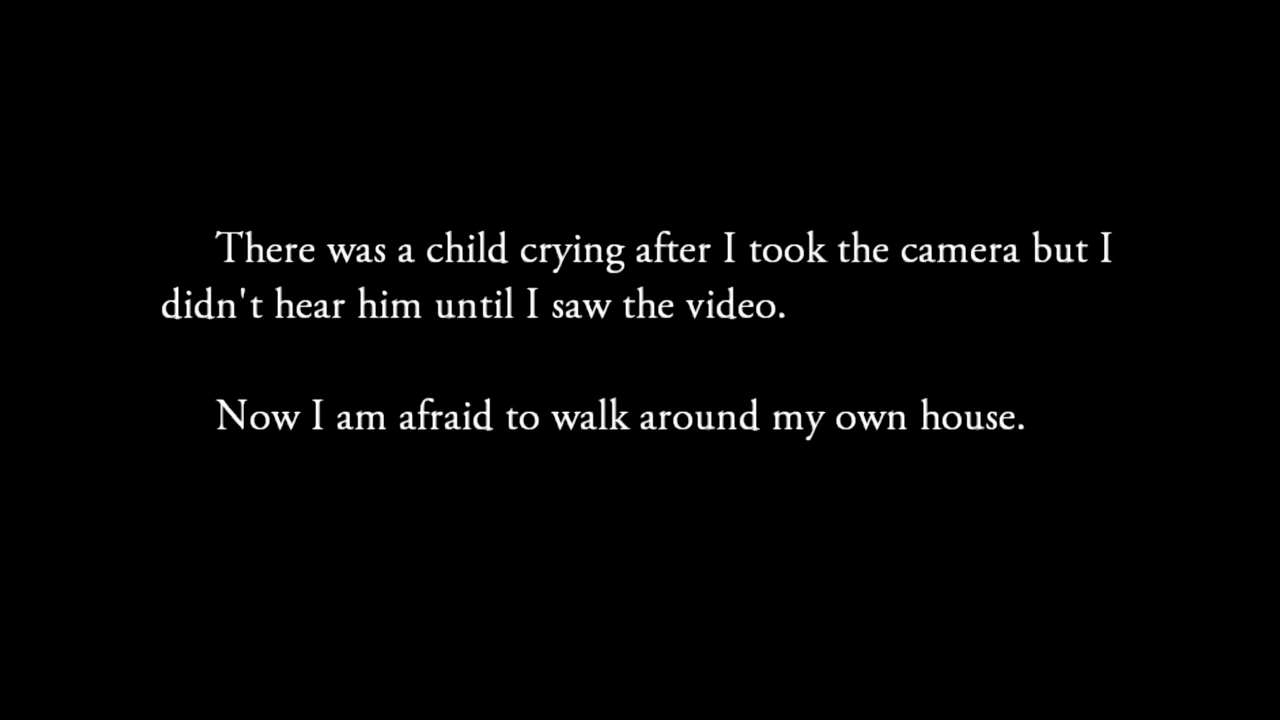 There was a child crying after I took the camera but I
didn't hear him until I saw the video.
Now I am afraid to walk around my own house.